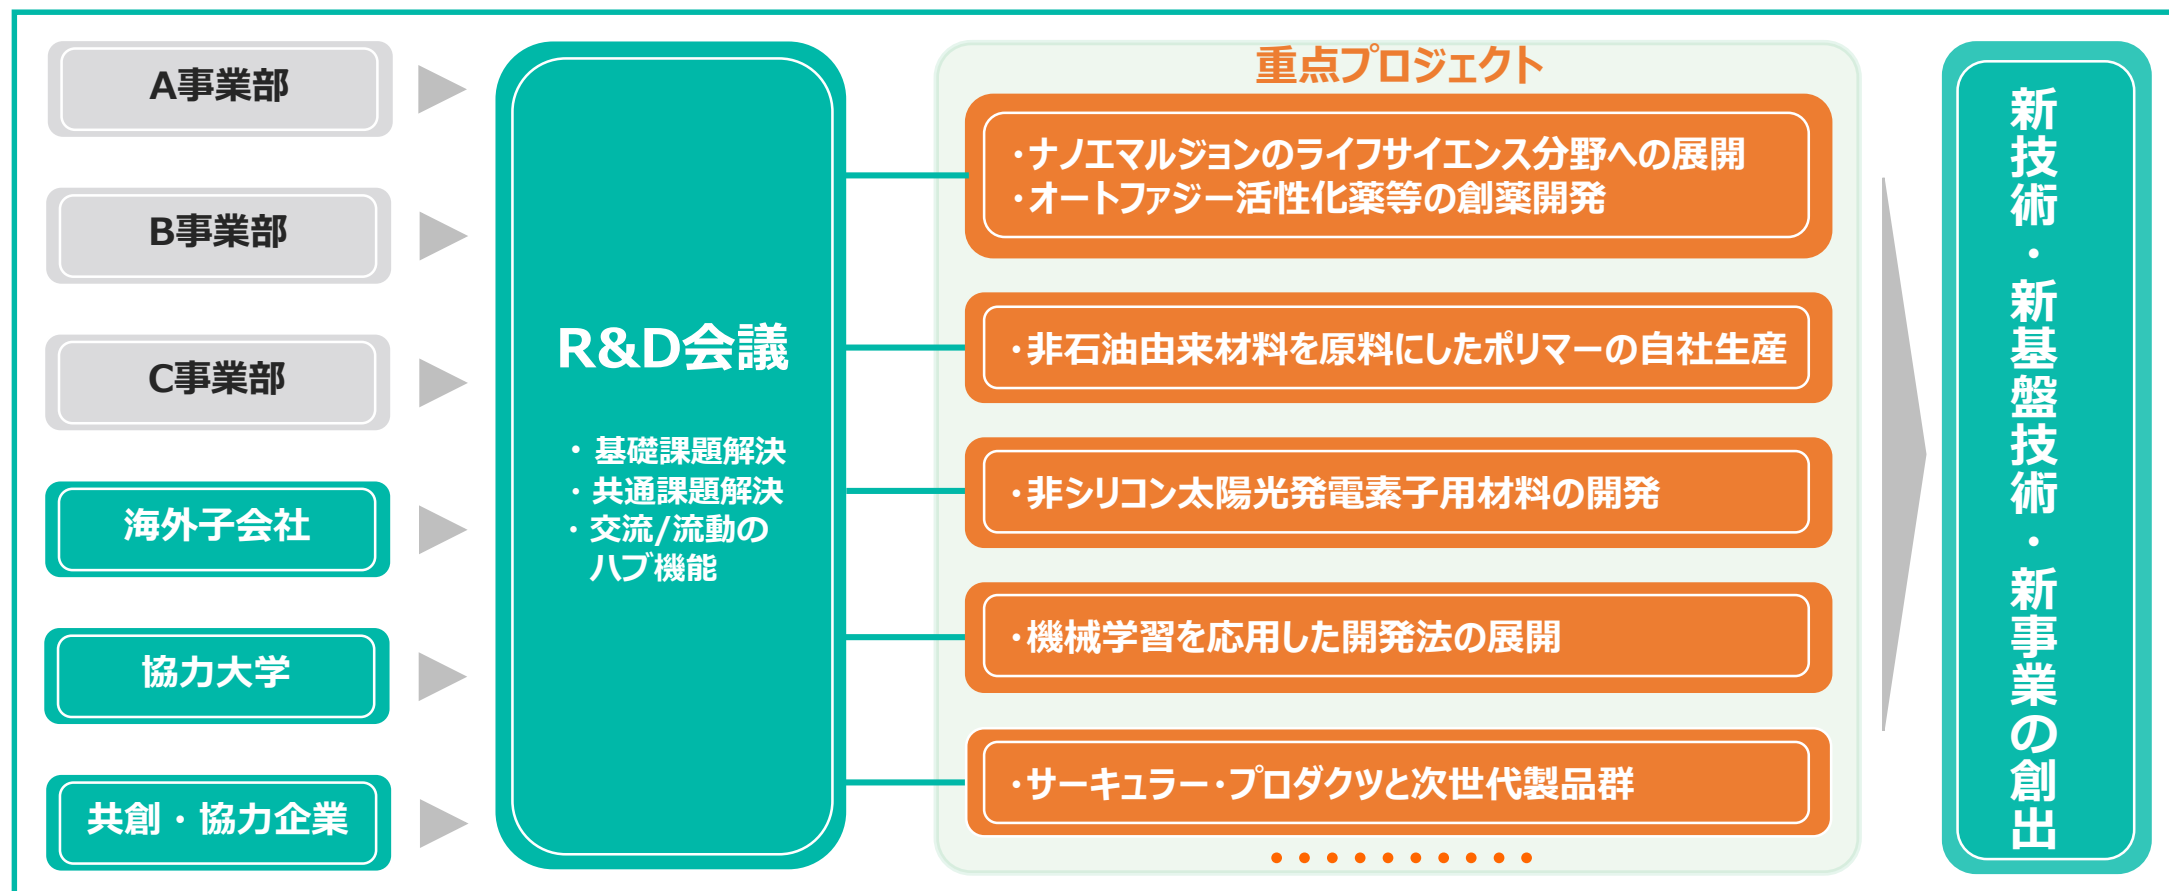 A事業部
B事業部
C事業部
海外子会社
協力大学
共創・協力企業
R&D会議
・基礎課題解決
・共通課題解決
・交流/流動の
ハブ機能
重点プロジェクト
・ナノエマルジョンのライフサイエンス分野への展開
・オートファジー活性化薬等の創薬開発
・非石油由来材料を原料にしたポリマーの自社生産
・非シリコン太陽光発電素子用材料の開発
・機械学習を応用した開発法の展開
・サーキュラー・プロダクツと次世代製品群
・・・・・・・・・・
新技術・新基盤技術・新事業の創出